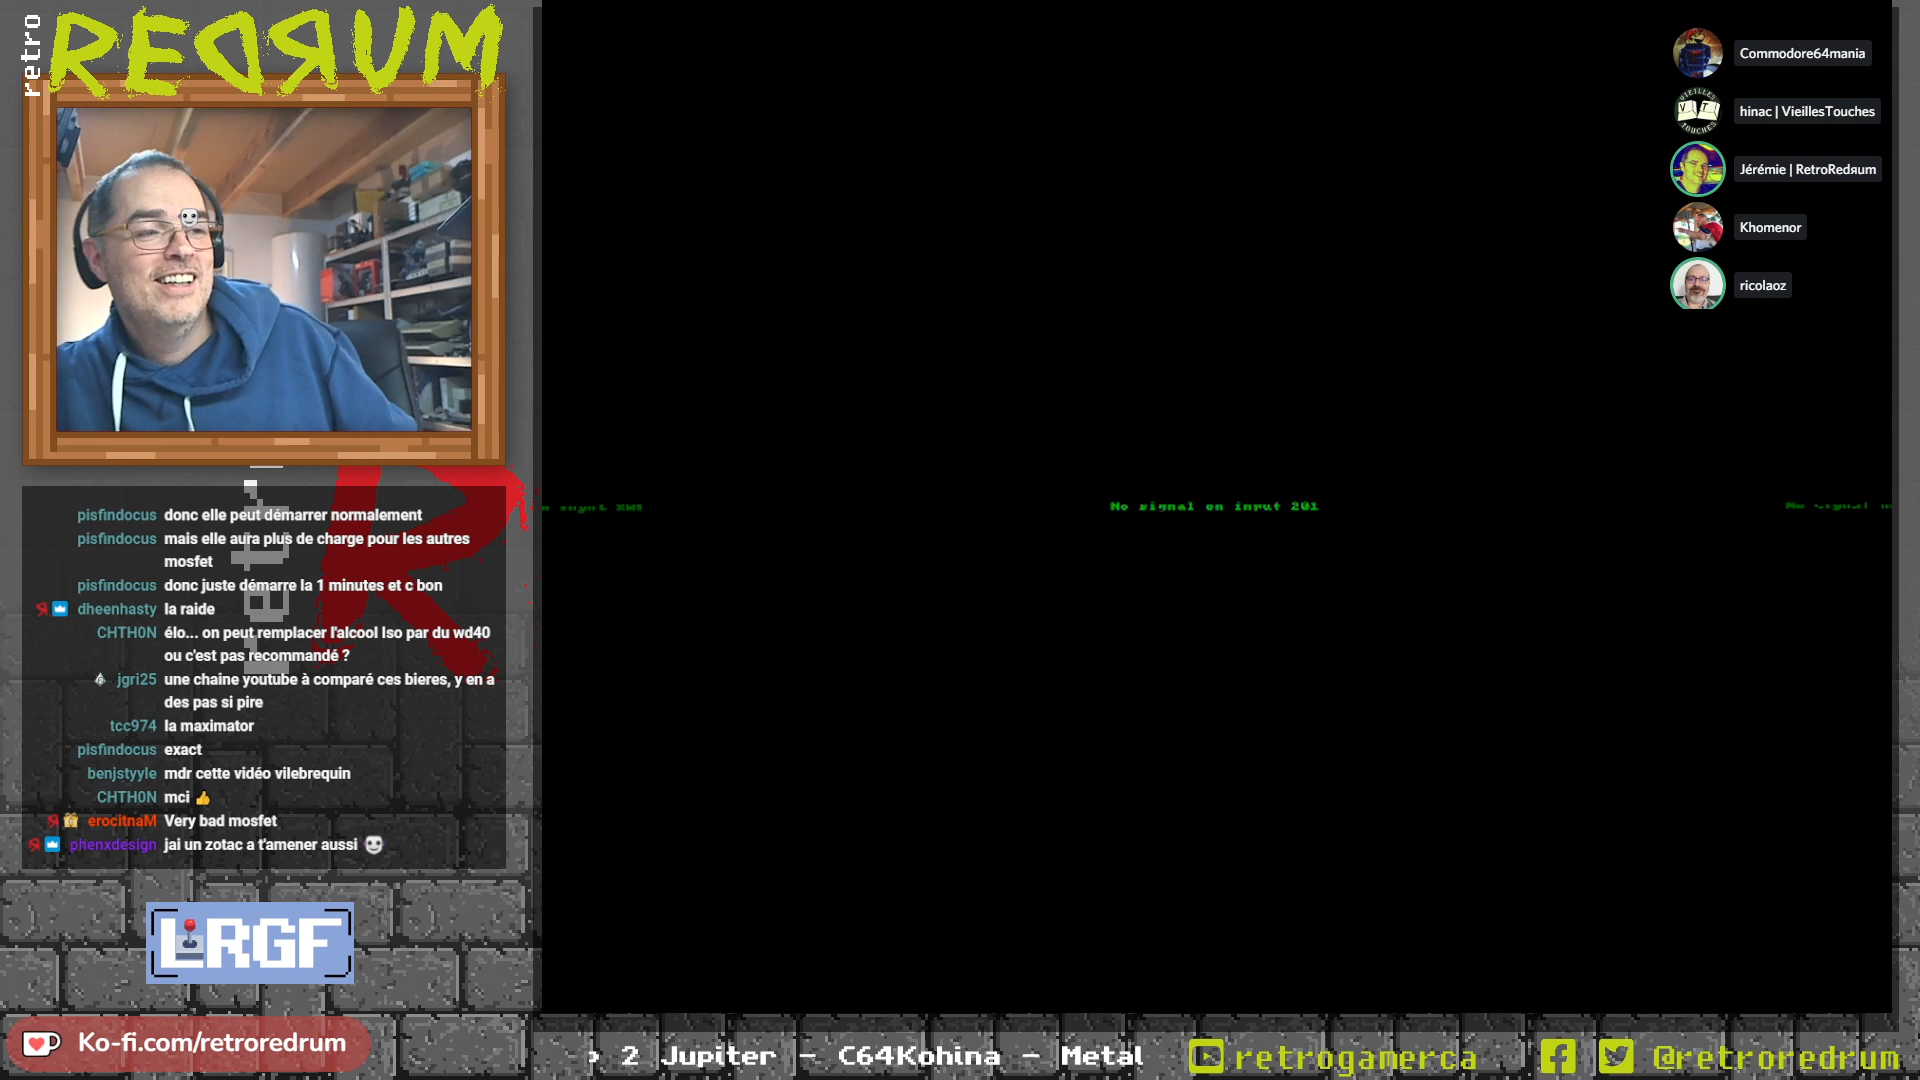 retro
REDRUM
pisfindocus donc elle peut démarrer normalement
pisfindocus mais elle aura plus de charge pour les autres
mosfet
pisfindocus donc juste démarre la 1 minutes et c bon
dheenhasty la raide
CHTH0N élo... on peut remplacer l'alcool Iso par du wd40
ou c'est pas recommandé ?
jgri25 une chaine youtube à comparé ces bieres, y en a
des pas si pire
tcc974 la maximator
pisfindocus exact
benjstyyle mdr cette vidéo vilebrequin
CHTH0N mci 👍
erocitnaM Very bad mosfet
phenxdesign jai un zotac a t'amener aussi
LRGF
Ko-fi.com/retroredrum
No signal on input 201
Commodore64mania
VIEILLES
VT
TOUCHES
hinac | VieillesTouches
Jérémie | RetroRedяum
Khomenor
ricolaoz
2 Jupiter - C64Kohina - Metal
retrogamerca
@retroredrum